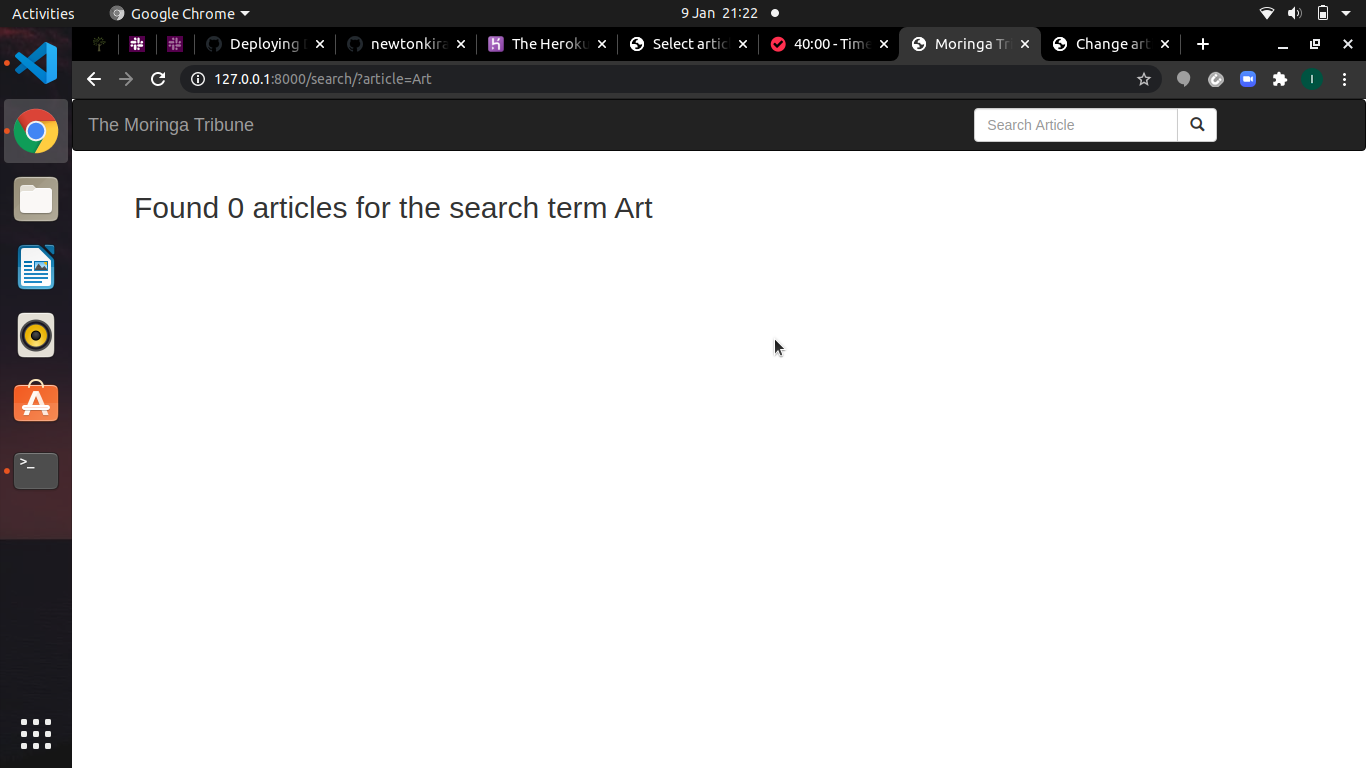 Activities
Google Chrome
9 Jan 21:22
Deploying
newtonkira
The Heroku
Select artic
40:00 - Time
Moringa Tr
Change art
127.0.0.1:8000/search/?article=Art
I
The Moringa Tribune
Search Article
Found 0 articles for the search term Art
>_